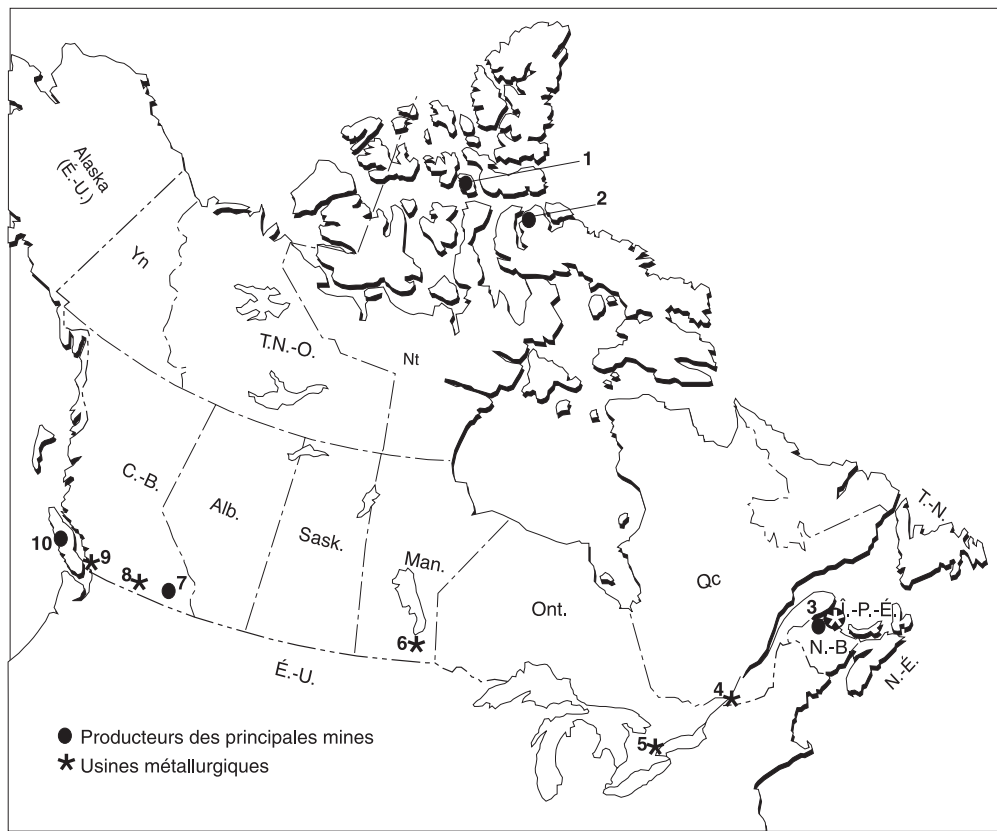 1
2
Alaska
(É.-U.)
Yn
T.N.-O.
Nt
C.-B.
Alb.
Sask.
Man.
Ont.
Qc
T.-N.
10
9
8
7
6
3
Î.-P.-É.
N.-B.
N.-É.
É.-U.
4
5
Producteurs des principales mines
Usines métallurgiques